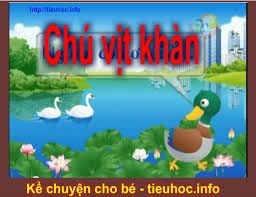 http://tieuhoc.info
Chú vịt khàn
Kể chuyện cho bé - tieuhoc.info